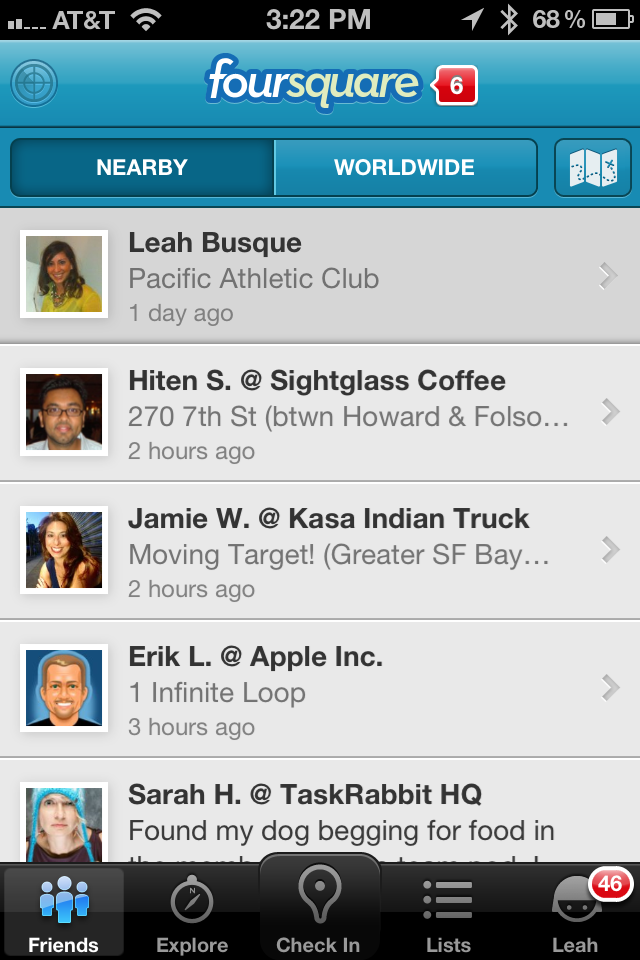 AT&T 3:22 PM 68 %
foursquare 6
NEARBY WORLDWIDE
Leah Busque
Pacific Athletic Club
1 day ago
Hiten S. @ Sightglass Coffee
270 7th St (btwn Howard & Folso…
2 hours ago
Jamie W. @ Kasa Indian Truck
Moving Target! (Greater SF Bay…
2 hours ago
Erik L. @ Apple Inc.
1 Infinite Loop
3 hours ago
Sarah H. @ TaskRabbit HQ
Found my dog begging for food in
46
Friends Explore Check In Lists Leah